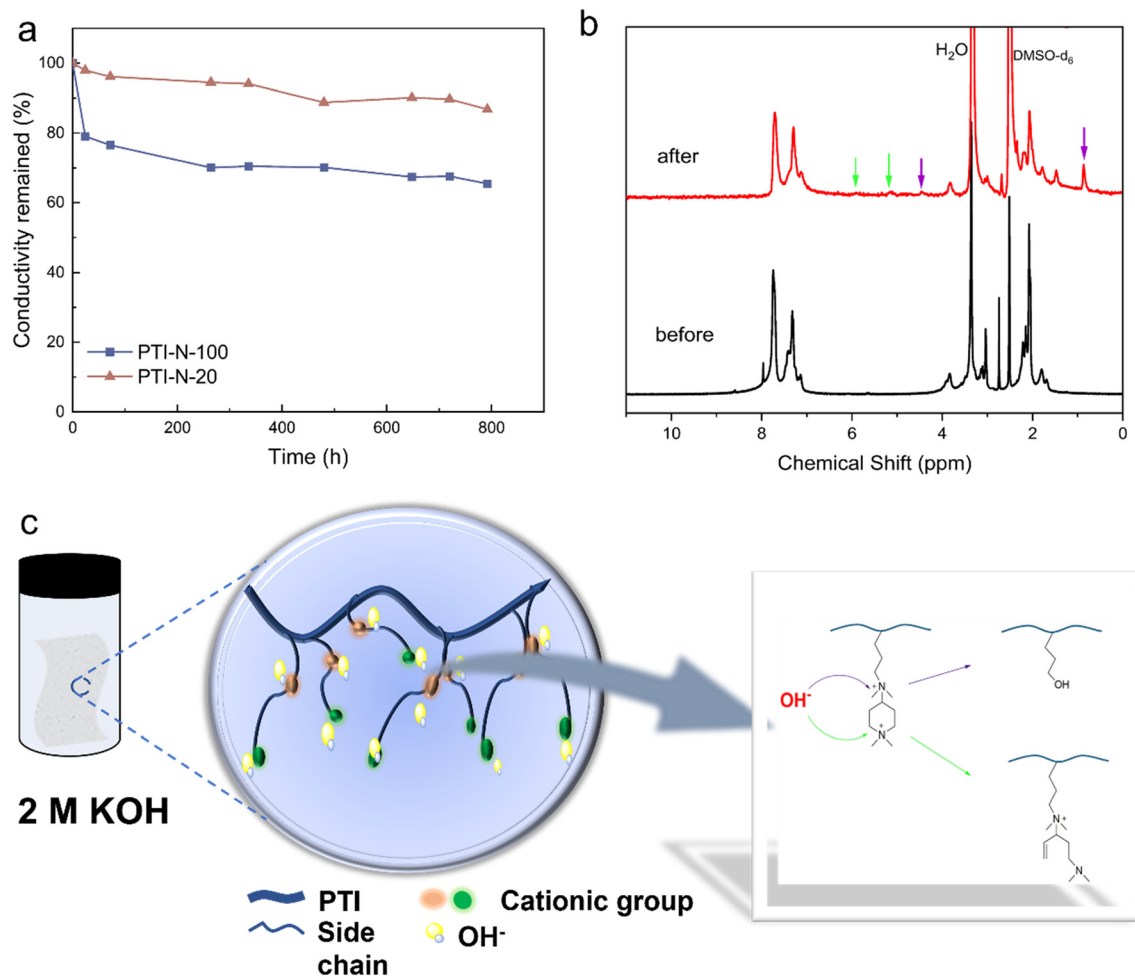 a
Conductivity remained (%)
100
80
60
40
20
0
PTI-N-100
PTI-N-20
0
200
400
600
800
Time (h)
b
H₂O
DMSO-d₆
after
before
10
8
6
4
2
0
Chemical Shift (ppm)
c
2 M KOH
PTI
Side
chain
Cationic group
OH⁻
OH⁻
N⁺
N⁺
OH
N⁺
N